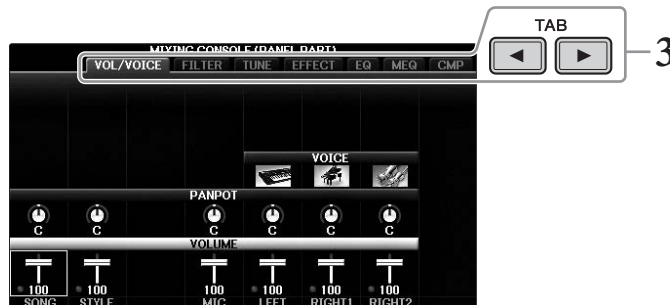 TAB
3
MIXING CONSOLE (PANEL PART)
VOL/VOICE FILTER TUNE EFFECT EQ MEQ CMP
VOICE
PANPOT
C C C C C C
VOLUME
100 100 100 100 100 100
SONG STYLE MIC LEFT RIGHT1 RIGHT2